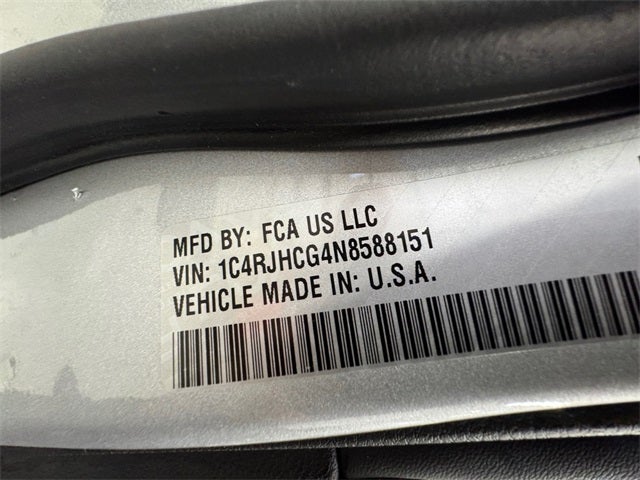 MFD BY: FCA US LLC
VIN: 1C4RJHCG4N8588151
VEHICLE MADE IN: U.S.A.